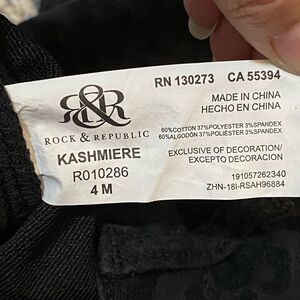 RN 130273 CA 55394
R&R
ROCK & REPUBLIC
KASHMIERE
R010286
4 M
MADE IN CHINA
HECHO EN CHINA
60%COTTON 37%POLYESTER 3%SPANDEX
60%ALGODÓN 37%POLIÉSTER 3%SPANDEX
EXCLUSIVE OF DECORATION/
EXCEPTO DECORACION
191057262340
ZHN-18I-RSAH96884